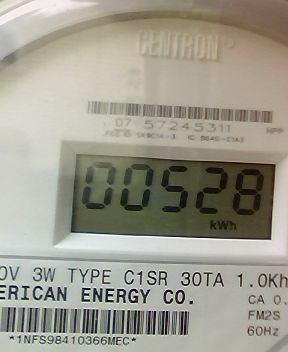 CENTRON®
07 57245311
00528
kWh
0V 3W TYPE C1SR 30TA 1.0Kh
ERICAN ENERGY CO.
CA 0.
FM2S
60Hz
*1NFS98410366MEC*